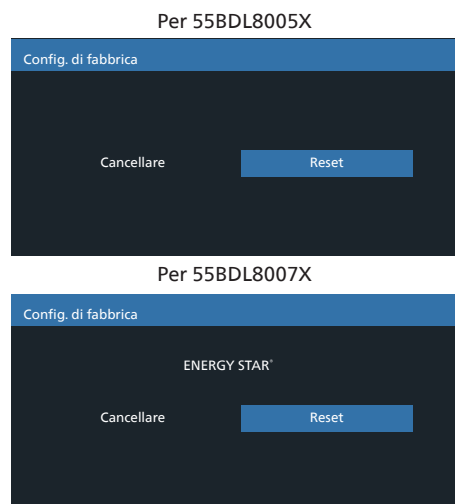 Per 55BDL8005X
Config. di fabbrica
Cancellare Reset
Per 55BDL8007X
Config. di fabbrica
ENERGY STAR®
Cancellare Reset